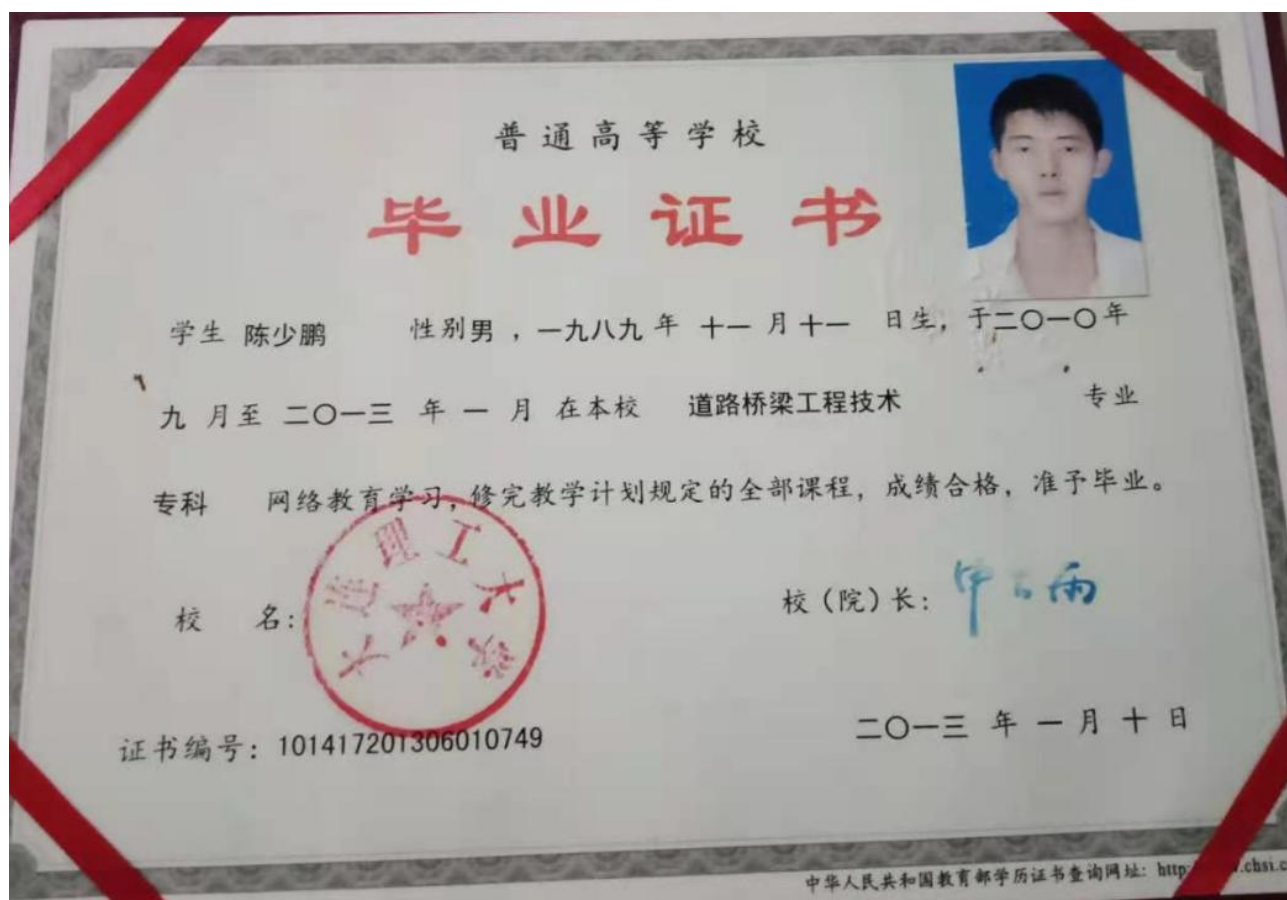 普通高等学校
毕业证书
学生 陈少鹏 性别男，一九八九 年 十一 月十一 日生，于二〇一〇年
九 月至 二〇一三 年 一 月 在本校 道路桥梁工程技术 专业
专科 网络教育学习，修完教学计划规定的全部课程，成绩合格，准予毕业。
大连理工大学
校 名：
校（院）长：
证书编号：101417201306010749
二〇一三 年 一 月 十 日
中华人民共和国教育部学历证书查询网址：http: